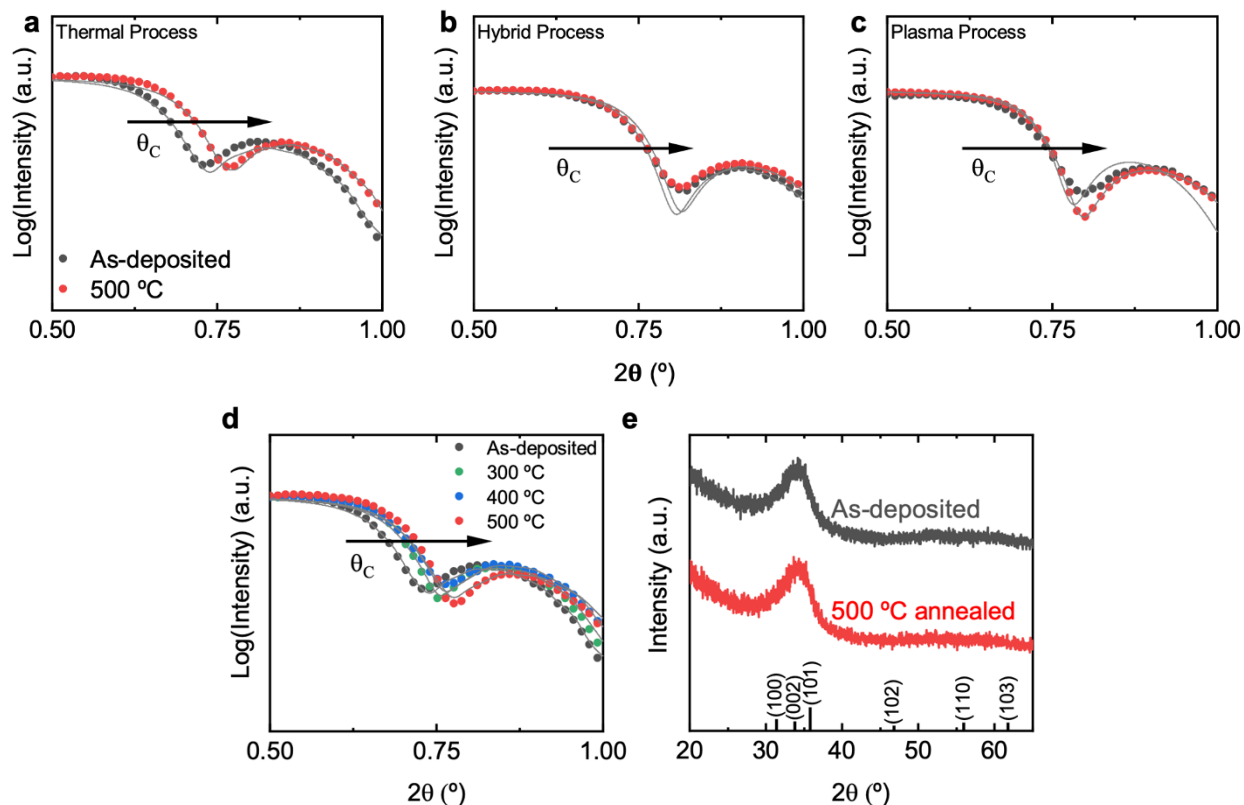 a
Thermal Process
Log(Intensity) (a.u.)
θC
As-deposited
500 ºC
0.50
0.75
1.00
b
Hybrid Process
Log(Intensity) (a.u.)
θC
0.50
0.75
1.00
2θ (º)
c
Plasma Process
Log(Intensity) (a.u.)
θC
0.50
0.75
1.00
d
Log(Intensity) (a.u.)
As-deposited
300 ºC
400 ºC
500 ºC
θC
0.50
0.75
1.00
2θ (º)
e
Intensity (a.u.)
As-deposited
500 ºC annealed
(100)
(002)
(101)
(102)
(110)
(103)
20
30
40
50
60
2θ (º)